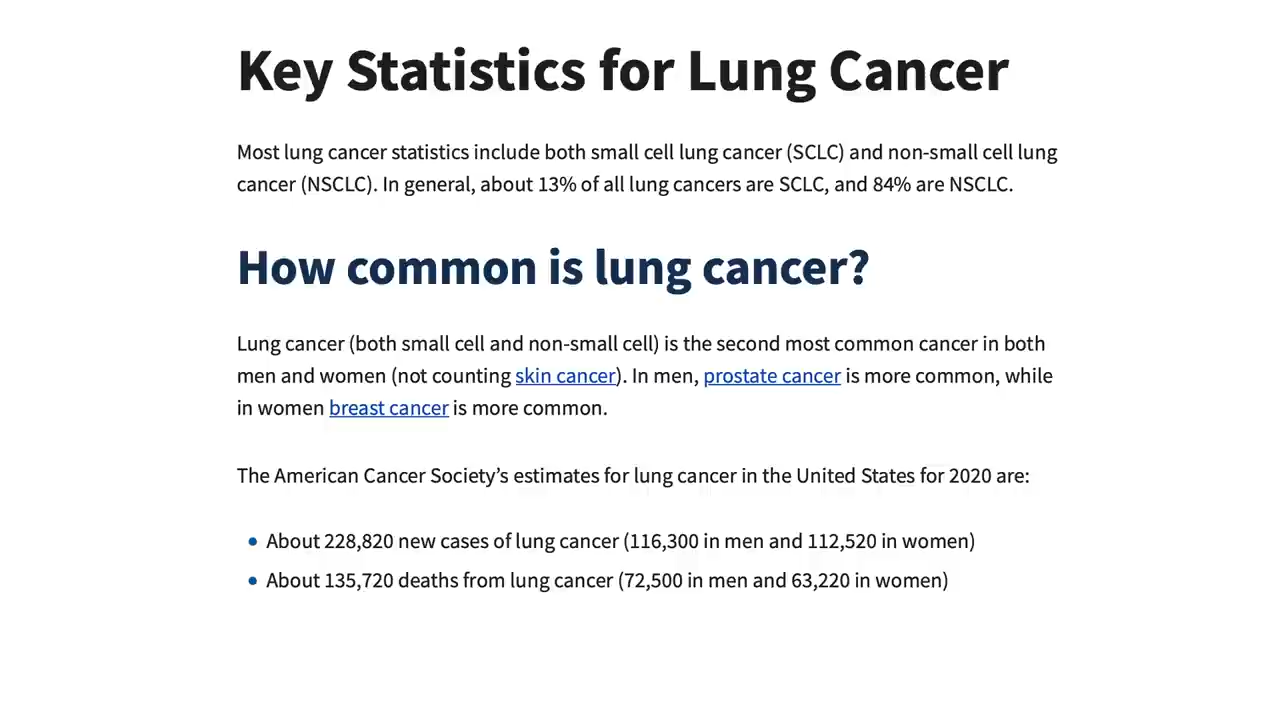 Key Statistics for Lung Cancer
Most lung cancer statistics include both small cell lung cancer (SCLC) and non-small cell lung
cancer (NSCLC). In general, about 13% of all lung cancers are SCLC, and 84% are NSCLC.
How common is lung cancer?
Lung cancer (both small cell and non-small cell) is the second most common cancer in both
men and women (not counting skin cancer). In men, prostate cancer is more common, while
in women breast cancer is more common.
The American Cancer Society’s estimates for lung cancer in the United States for 2020 are:
• About 228,820 new cases of lung cancer (116,300 in men and 112,520 in women)
• About 135,720 deaths from lung cancer (72,500 in men and 63,220 in women)